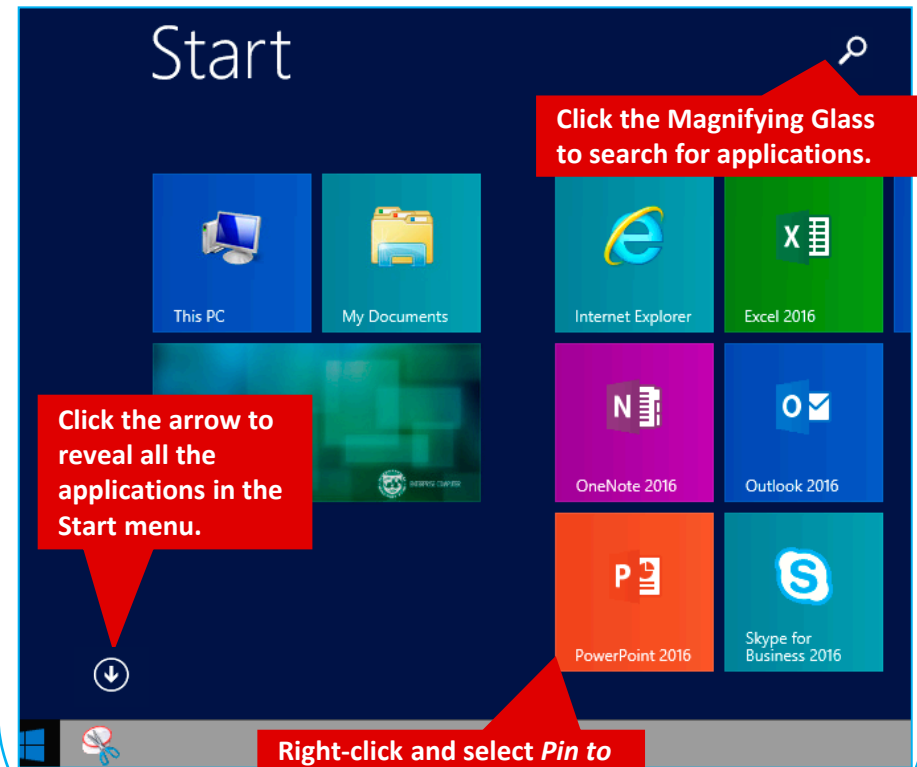 Start
Click the Magnifying Glass
to search for applications.
This PC
My Documents
Internet Explorer
Excel 2016
Click the arrow to
reveal all the
applications in the
Start menu.
OneNote 2016
Outlook 2016
PowerPoint 2016
Skype for
Business 2016
Right-click and select Pin to